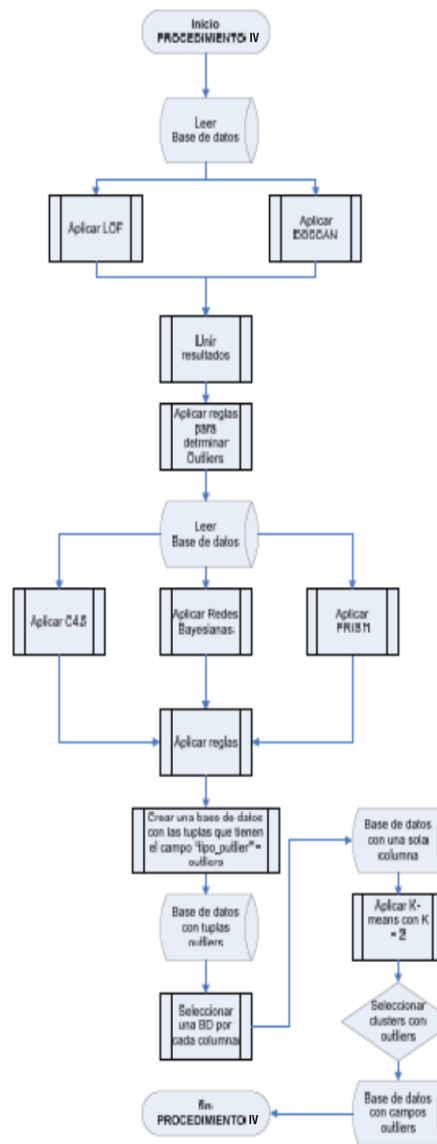 Inicio
PROCEDIMIENTO IV
Leer
Base de datos
Aplicar LOF
Aplicar
DBSCAN
Unir
resultados
Aplicar reglas
para
detrminar
Outliers
Leer
Base de datos
Aplicar C4.5
Aplicar Redes
Bayesianas
Aplicar
PRISM
Aplicar reglas
Crear una base de datos
con las tuplas que tienen
el campo "tipo_outlier" =
outliers
Base de datos
con una sola
columna
Base de datos
con tuplas
outliers
Aplicar K-
means con K
= 2
Seleccionar
una BD por
cada columna
Seleccionar
clusters con
outliers
Base de datos
con campos
outliers
fin
PROCEDIMIENTO IV